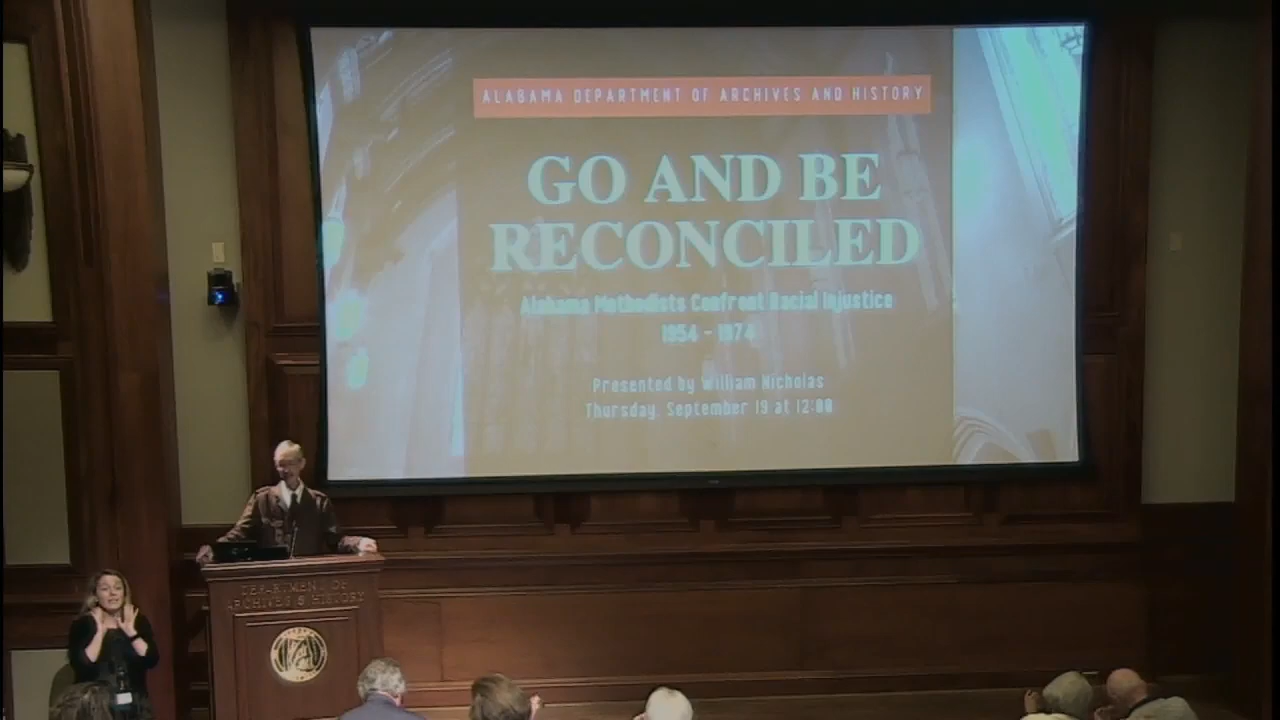 ALABAMA DEPARTMENT OF ARCHIVES AND HISTORY
GO AND BE
RECONCILED
Alabama Methodists Confront Racial Injustice
1954 - 1974
Presented by William Nicholas
Thursday, September 19 at 12:00
DEPARTMENT OF
ARCHIVES & HISTORY